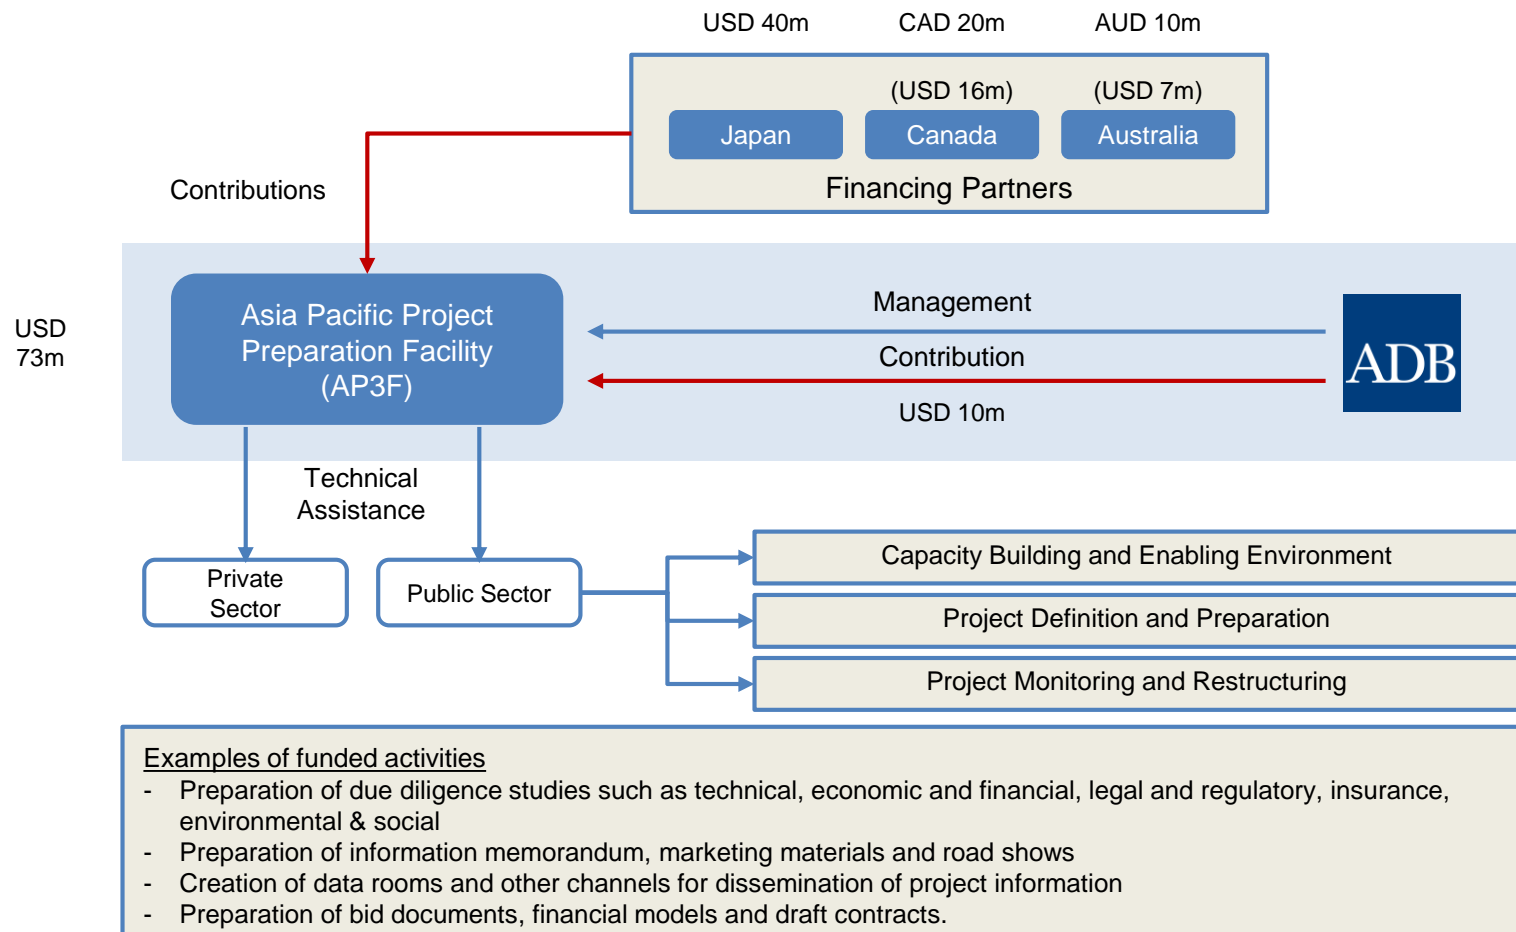 USD 40m
CAD 20m
AUD 10m
(USD 16m)
(USD 7m)
Japan
Canada
Australia
Financing Partners
Contributions
USD
73m
Asia Pacific Project
Preparation Facility
(AP3F)
Management
Contribution
USD 10m
ADB
Technical
Assistance
Private
Sector
Public Sector
Capacity Building and Enabling Environment
Project Definition and Preparation
Project Monitoring and Restructuring
Examples of funded activities
- Preparation of due diligence studies such as technical, economic and financial, legal and regulatory, insurance,
environmental & social
- Preparation of information memorandum, marketing materials and road shows
- Creation of data rooms and other channels for dissemination of project information
- Preparation of bid documents, financial models and draft contracts.